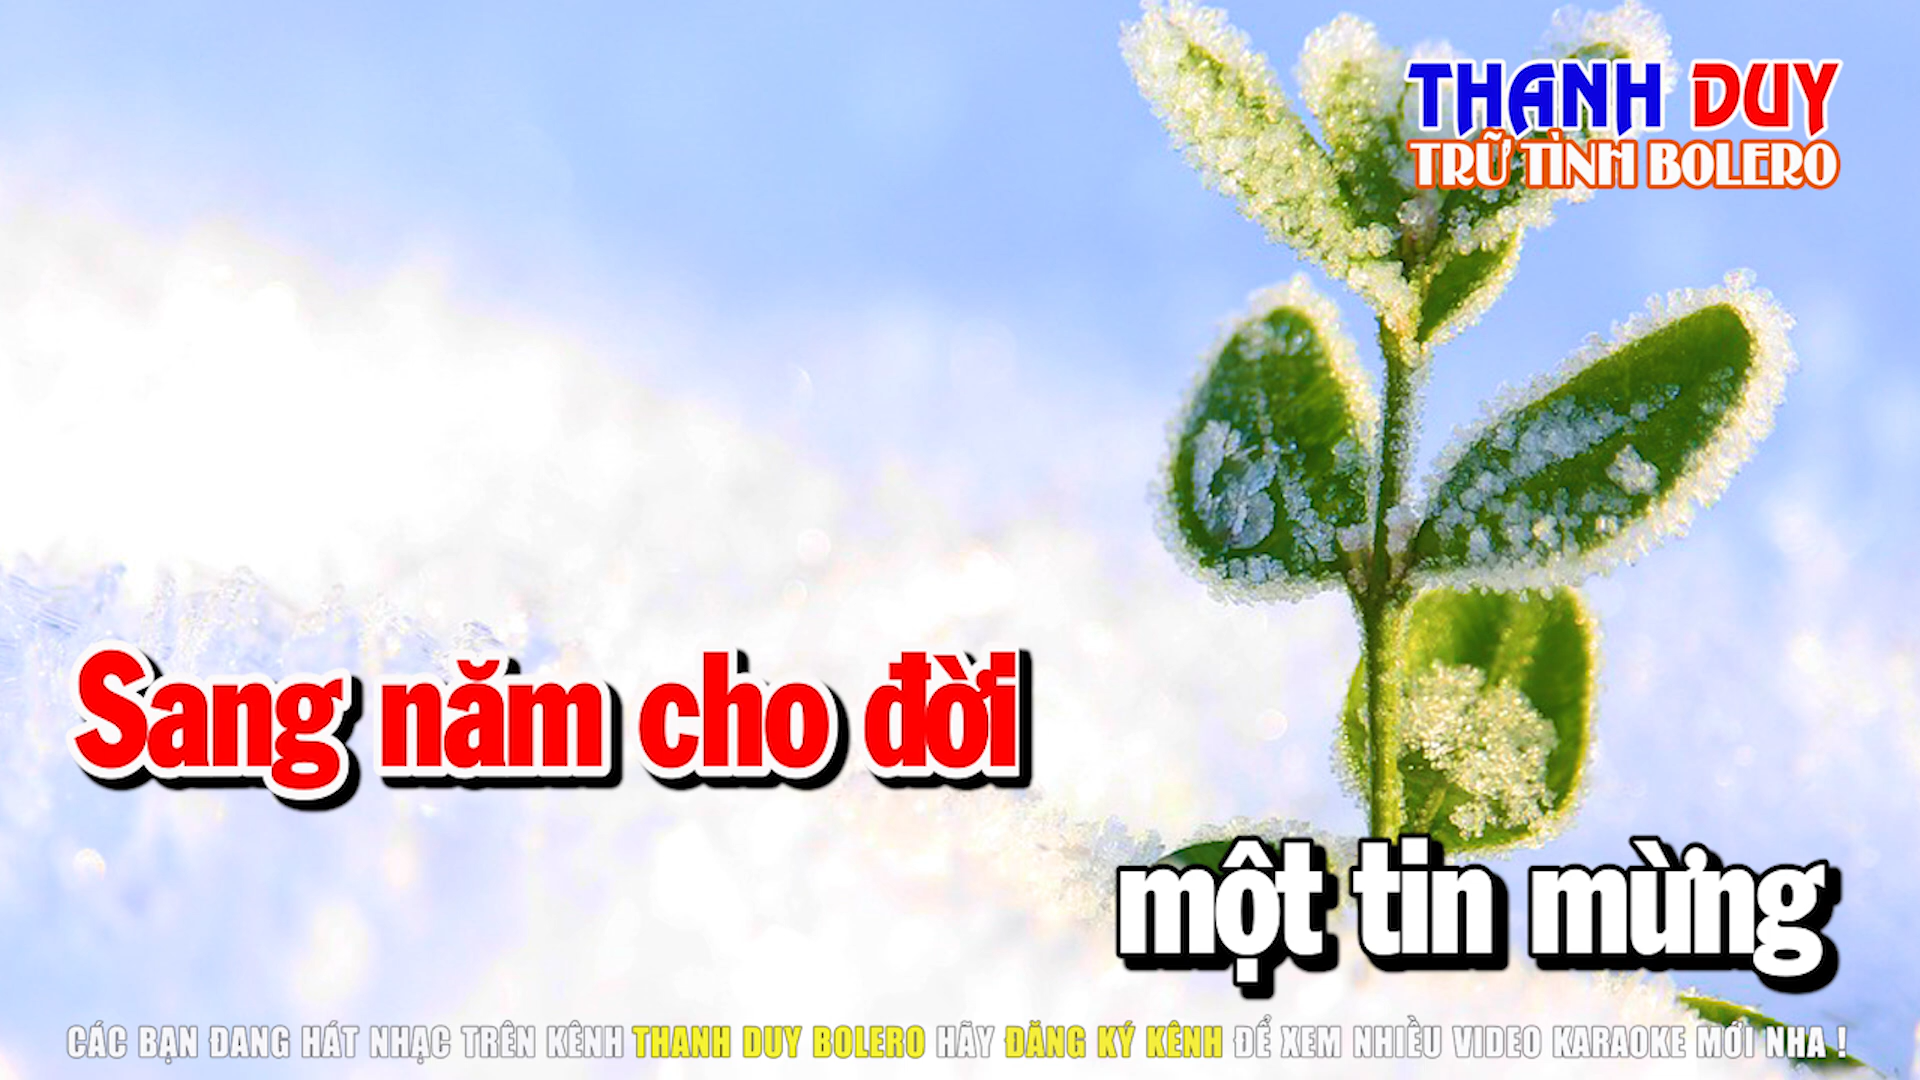 THANH DUY
TRỮ TÌNH BOLERO
Sang năm cho đời
một tin mừng
CÁC BẠN ĐANG HÁT NHẠC TRÊN KÊNH THANH DUY BOLERO HÃY ĐĂNG KÝ KÊNH ĐỂ XEM NHIỀU VIDEO KARAOKE MỚI NHA !